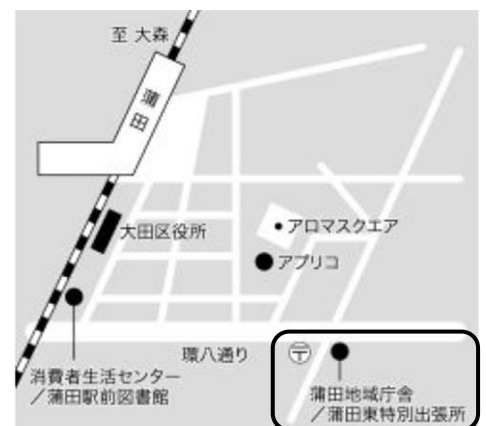 至 大森
蒲田
大田区役所
アロマスクエア
アプリコ
環八通り
〒
消費者生活センター
／蒲田駅前図書館
蒲田地域庁舎
／蒲田東特別出張所